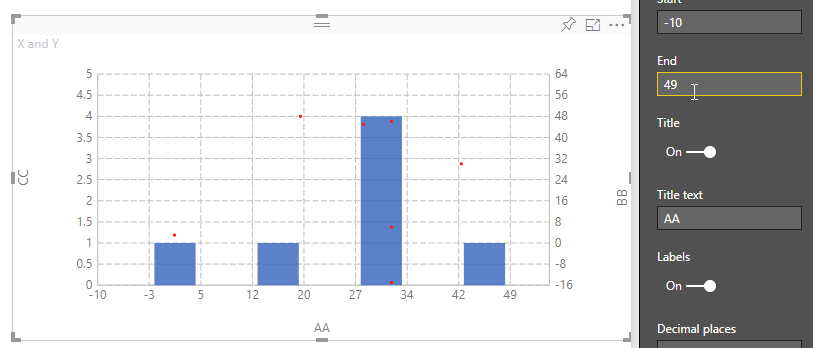 X and Y
5
4.5
4
3.5
3
2.5
2
1.5
1
0.5
0
64
56
48
40
32
24
16
8
0
-8
-16
-10 -3 5 12 20 27 34 42 49
CC
BB
AA
Start
-10
End
49
Title
On
Title text
AA
Labels
On
Decimal places